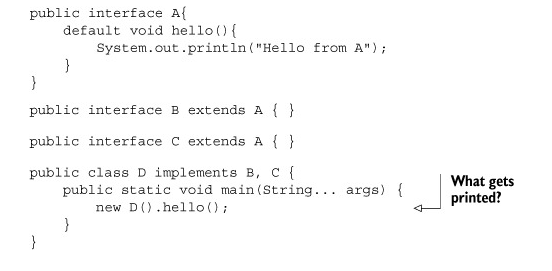 public interface A{
default void hello(){
System.out.println("Hello from A");
}
}
public interface B extends A { }
public interface C extends A { }
public class D implements B, C {
public static void main(String... args) {
new D().hello();
}
}
What gets
printed?